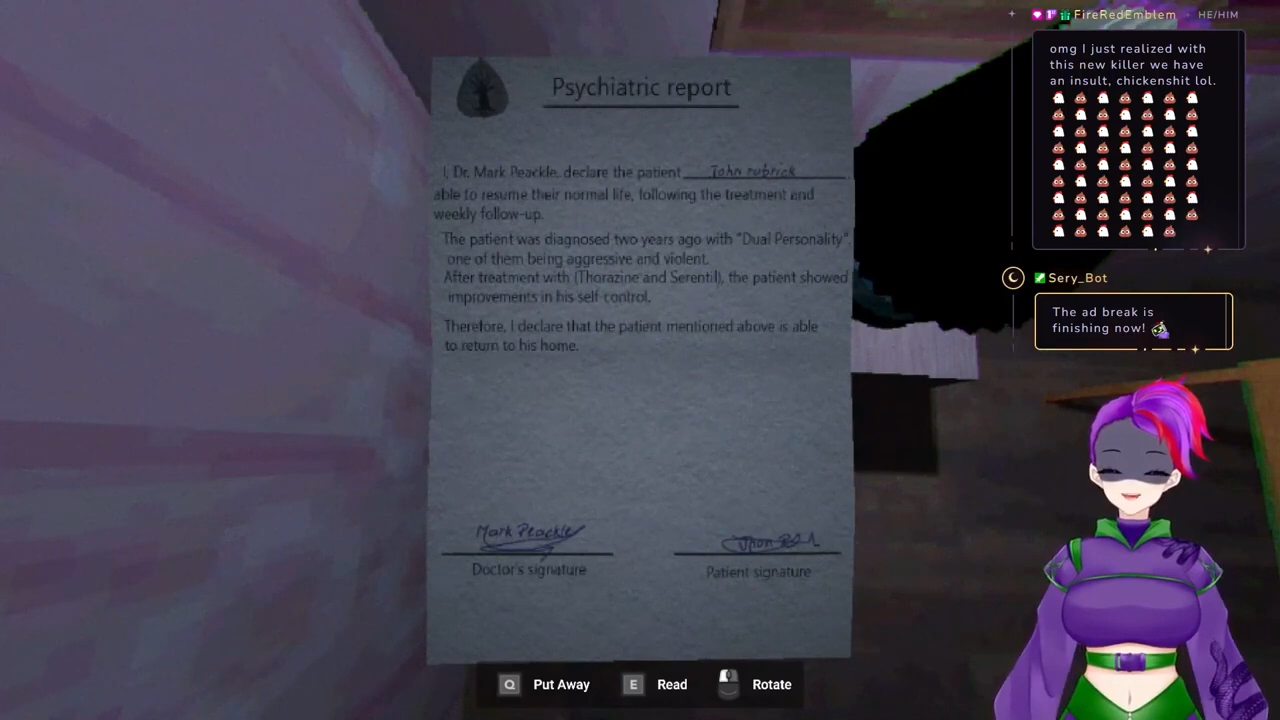 Psychiatric report
I, Dr. Mark Peackle, declare the patient John rubrick,
able to resume their normal life, following the treatment and
weekly follow-up.
The patient was diagnosed two years ago with "Dual Personality",
one of them being aggressive and violent.
After treatment with (Thorazine and Serentil), the patient showed
improvements in his self-control.
Therefore, I declare that the patient mentioned above is able
to return to his home.
Mark Peackle
Doctor's signature
Patient signature
Q Put Away E Read Rotate
FireRedEmblem HE/HIM
omg I just realized with
this new killer we have
an insult, chickenshit lol.
Sery_Bot
The ad break is
finishing now!